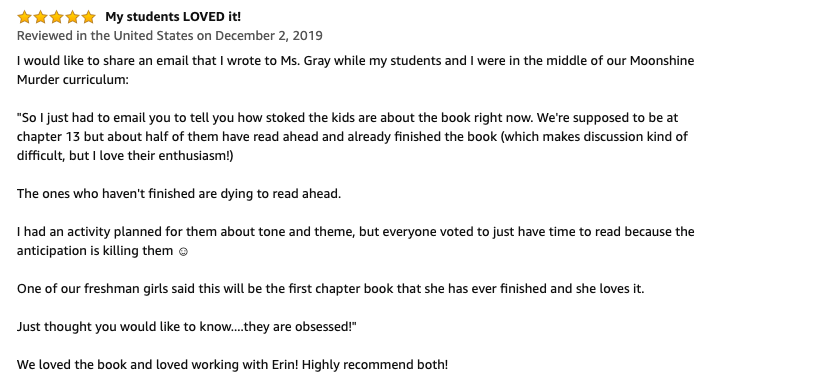 My students LOVED it!
Reviewed in the United States on December 2, 2019
I would like to share an email that I wrote to Ms. Gray while my students and I were in the middle of our Moonshine
Murder curriculum:
"So I just had to email you to tell you how stoked the kids are about the book right now. We're supposed to be at
chapter 13 but about half of them have read ahead and already finished the book (which makes discussion kind of
difficult, but I love their enthusiasm!)
The ones who haven't finished are dying to read ahead.
I had an activity planned for them about tone and theme, but everyone voted to just have time to read because the
anticipation is killing them ☺
One of our freshman girls said this will be the first chapter book that she has ever finished and she loves it.
Just thought you would like to know....they are obsessed!"
We loved the book and loved working with Erin! Highly recommend both!